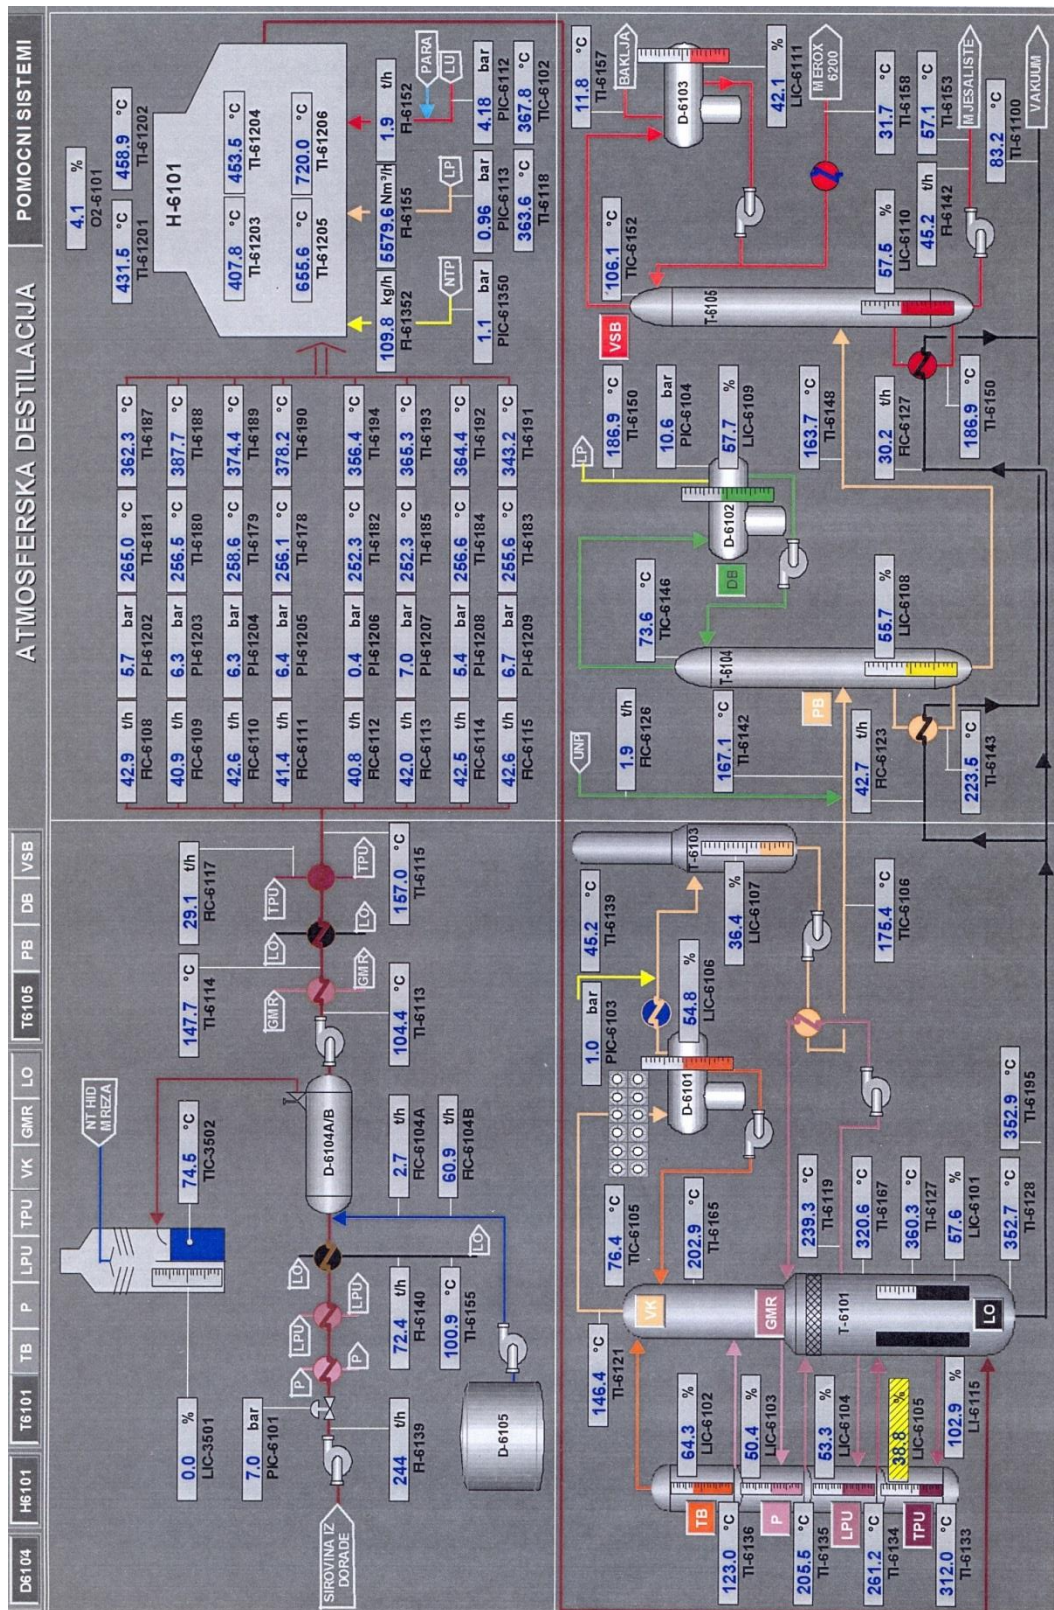 ATMOSFERSKA DESTILACIJA
POMOCNI SISTEMI
D6104
H6101
T6101
TB
P
LPU
TPU
VK
GMR
LO
T6105
PB
DB
VSB
0.0 %
LIC-3501
NT HID
MREZA
74.5 °C
TIC-3502
7.0 bar
PIC-6101
SIROVINA IZ
DORADE
244 t/h
FI-6139
P
P
LPU
LPU
LO
LO
72.4 t/h
FI-6140
100.9 °C
TI-6155
D-6105
D-6104A/B
2.7 t/h
FIC-6104A
60.9 t/h
FIC-6104B
147.7 °C
TI-6114
29.1 t/h
FIC-6117
GMR
GMR
LO
LO
TPU
TPU
104.4 °C
TI-6113
157.0 °C
TI-6115
42.9 t/h
FIC-6108
5.7 bar
PI-61202
265.0 °C
TI-6181
362.3 °C
TI-6187
40.9 t/h
FIC-6109
6.3 bar
PI-61203
256.5 °C
TI-6180
387.7 °C
TI-6188
42.6 t/h
FIC-6110
6.3 bar
PI-61204
258.6 °C
TI-6179
374.4 °C
TI-6189
41.4 t/h
FIC-6111
6.4 bar
PI-61205
256.1 °C
TI-6178
378.2 °C
TI-6190
40.8 t/h
FIC-6112
0.4 bar
PI-61206
252.3 °C
TI-6182
356.4 °C
TI-6194
42.0 t/h
FIC-6113
7.0 bar
PI-61207
252.3 °C
TI-6185
365.3 °C
TI-6193
42.5 t/h
FIC-6114
5.4 bar
PI-61208
256.6 °C
TI-6184
364.4 °C
TI-6192
42.6 t/h
FIC-6115
6.7 bar
PI-61209
255.6 °C
TI-6183
343.2 °C
TI-6191
4.1 %
O2-6101
431.5 °C
TI-61201
458.9 °C
TI-61202
H-6101
407.8 °C
TI-61203
453.5 °C
TI-61204
655.6 °C
TI-61205
720.0 °C
TI-61206
109.8 kg/h
FI-61352
5579.6 Nm³/h
FI-6155
1.9 t/h
FI-6152
NTP
LP
PARA
LU
1.1 bar
PIC-61350
0.96 bar
PIC-6113
363.6 °C
TI-6118
4.18 bar
PIC-6112
367.8 °C
TIC-6102
146.4 °C
TI-6121
76.4 °C
TIC-6105
202.9 °C
TI-6165
1.0 bar
PIC-6103
45.2 °C
TI-6139
D-6101
54.8 %
LIC-6106
T-6103
36.4 %
LIC-6107
175.4 °C
TIC-6106
VK
GMR
T-6101
LO
239.3 °C
TI-6119
320.6 °C
TI-6167
360.3 °C
TI-6127
57.6 %
LIC-6101
352.7 °C
TI-6128
352.9 °C
TI-6195
64.3 %
LIC-6102
50.4 %
LIC-6103
53.3 %
LIC-6104
38.8 %
LIC-6105
102.9 %
LI-6115
TB
P
LPU
TPU
123.0 °C
TI-6136
205.5 °C
TI-6135
261.2 °C
TI-6134
312.0 °C
TI-6133
UNP
1.9 t/h
FIC-6126
167.1 °C
TI-6142
PB
42.7 t/h
FIC-6123
223.5 °C
TI-6143
73.6 °C
TIC-6146
T-6104
55.7 %
LIC-6108
DB
D-6102
LP
186.9 °C
TI-6150
10.6 bar
PIC-6104
57.7 %
LIC-6109
163.7 °C
TI-6148
30.2 t/h
FIC-6127
186.9 °C
TI-6150
VSB
106.1 °C
TIC-6152
T-6105
57.5 %
LIC-6110
45.2 t/h
FI-6142
11.8 °C
TI-6157
BAKLJA
D-6103
42.1 %
LIC-6111
MEROX
6200
31.7 °C
TI-6158
57.1 °C
TI-6153
MJESALISTE
83.2 °C
TI-61100
VAKUUM